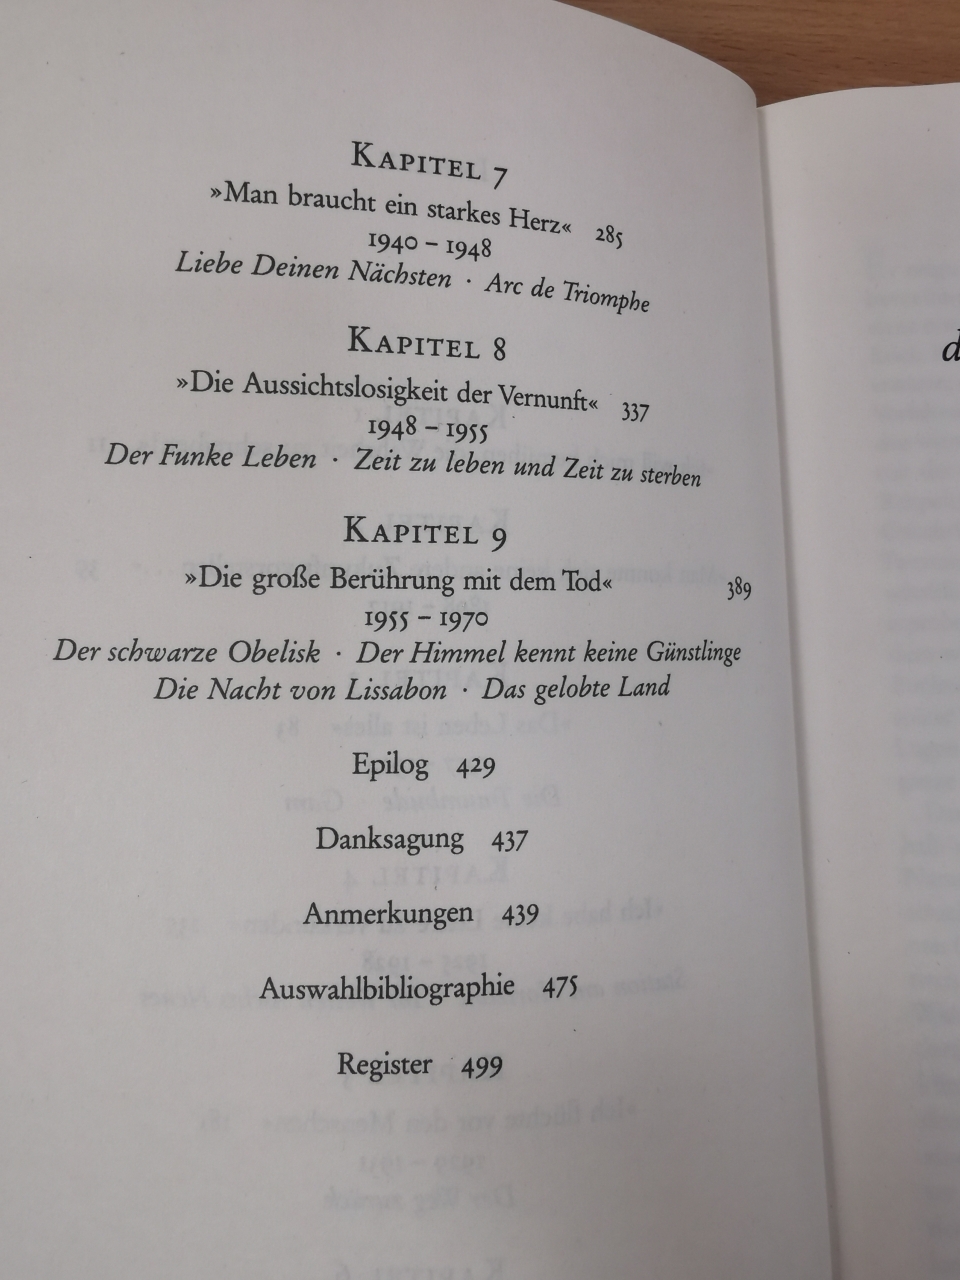 Kapitel 7
»Man braucht ein starkes Herz« 285
1940 – 1948
Liebe Deinen Nächsten · Arc de Triomphe
Kapitel 8
»Die Aussichtslosigkeit der Vernunft« 337
1948 – 1955
Der Funke Leben · Zeit zu leben und Zeit zu sterben
Kapitel 9
»Die große Berührung mit dem Tod« 389
1955 – 1970
Der schwarze Obelisk · Der Himmel kennt keine Günstlinge
Die Nacht von Lissabon · Das gelobte Land
Epilog 429
Danksagung 437
Anmerkungen 439
Auswahlbibliographie 475
Register 499